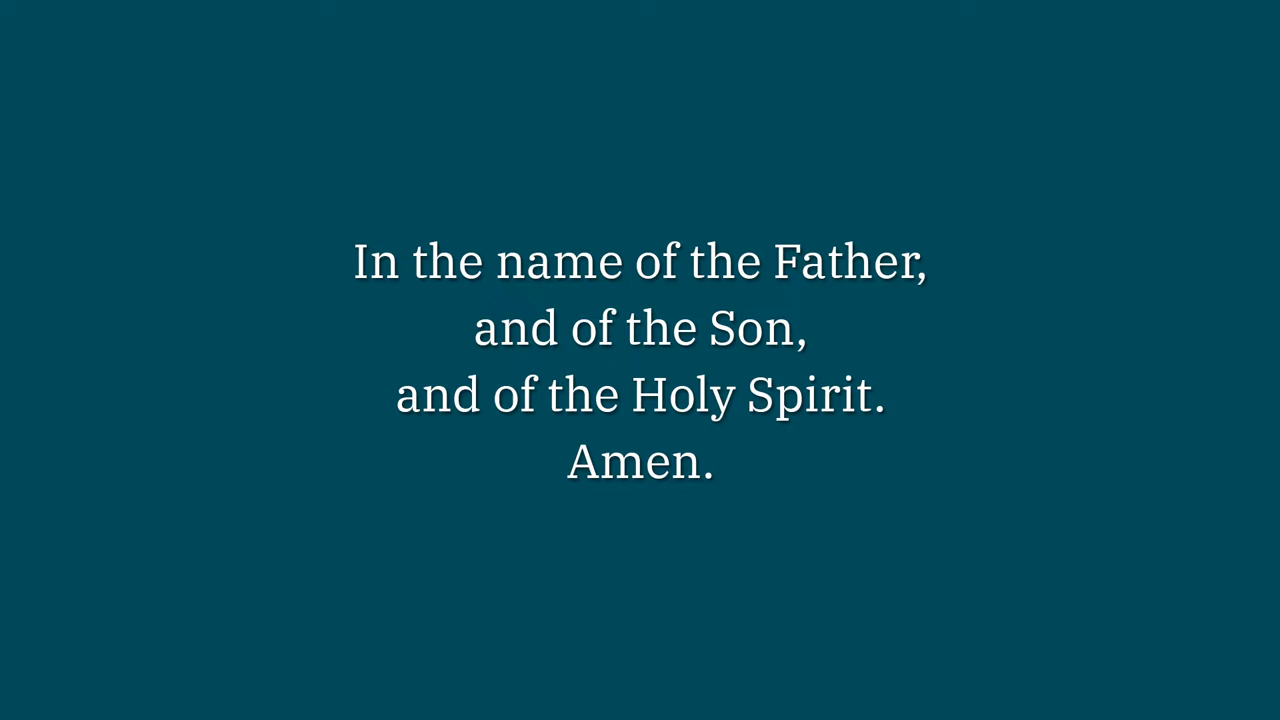 In the name of the Father,
and of the Son,
and of the Holy Spirit.
Amen.